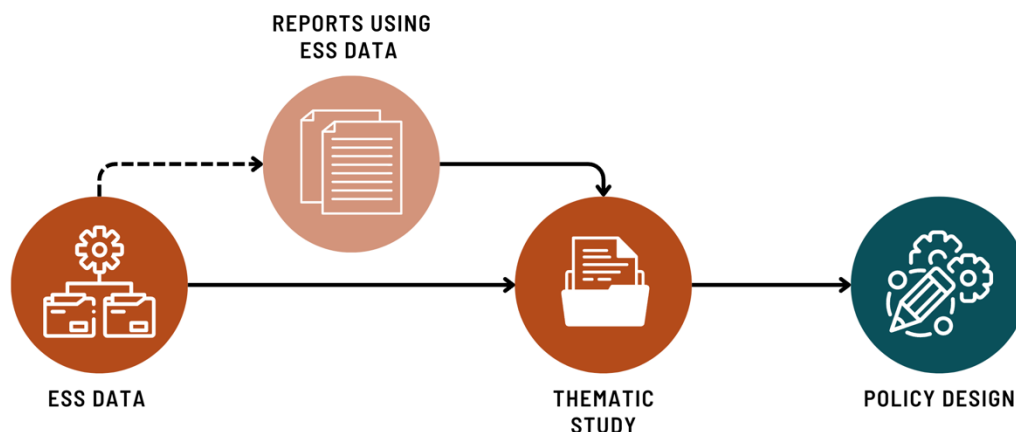 REPORTS USING
ESS DATA
ESS DATA
THEMATIC
STUDY
POLICY DESIGN